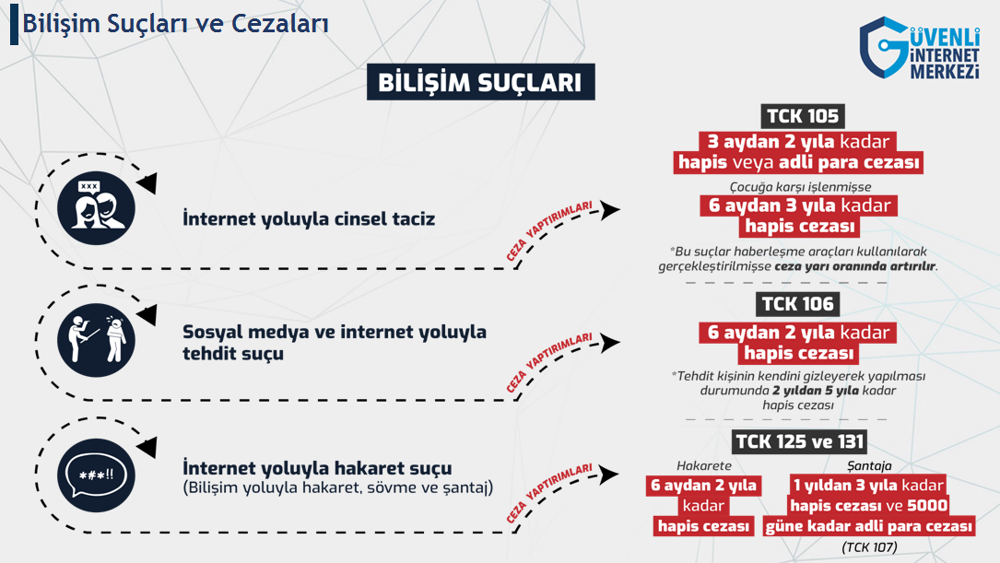 Bilişim Suçları ve Cezaları
GÜVENLİ
İNTERNET
MERKEZİ
BİLİŞİM SUÇLARI
xxx
İnternet yoluyla cinsel taciz
CEZA YAPTIRIMLARI
TCK 105
3 aydan 2 yıla kadar
hapis veya adli para cezası
Çocuğa karşı işlenmişse
6 aydan 3 yıla kadar
hapis cezası
*Bu suçlar haberleşme araçları kullanılarak
gerçekleştirilmişse ceza yarı oranında artırılır.
Sosyal medya ve internet yoluyla
tehdit suçu
CEZA YAPTIRIMLARI
TCK 106
6 aydan 2 yıla kadar
hapis cezası
*Tehdit kişinin kendini gizleyerek yapılması
durumunda 2 yıldan 5 yıla kadar
hapis cezası
*#*!!
İnternet yoluyla hakaret suçu
(Bilişim yoluyla hakaret, sövme ve şantaj)
CEZA YAPTIRIMLARI
TCK 125 ve 131
Hakarete
6 aydan 2 yıla
kadar
hapis cezası
Şantaja
1 yıldan 3 yıla kadar
hapis cezası ve 5000
güne kadar adli para cezası
(TCK 107)